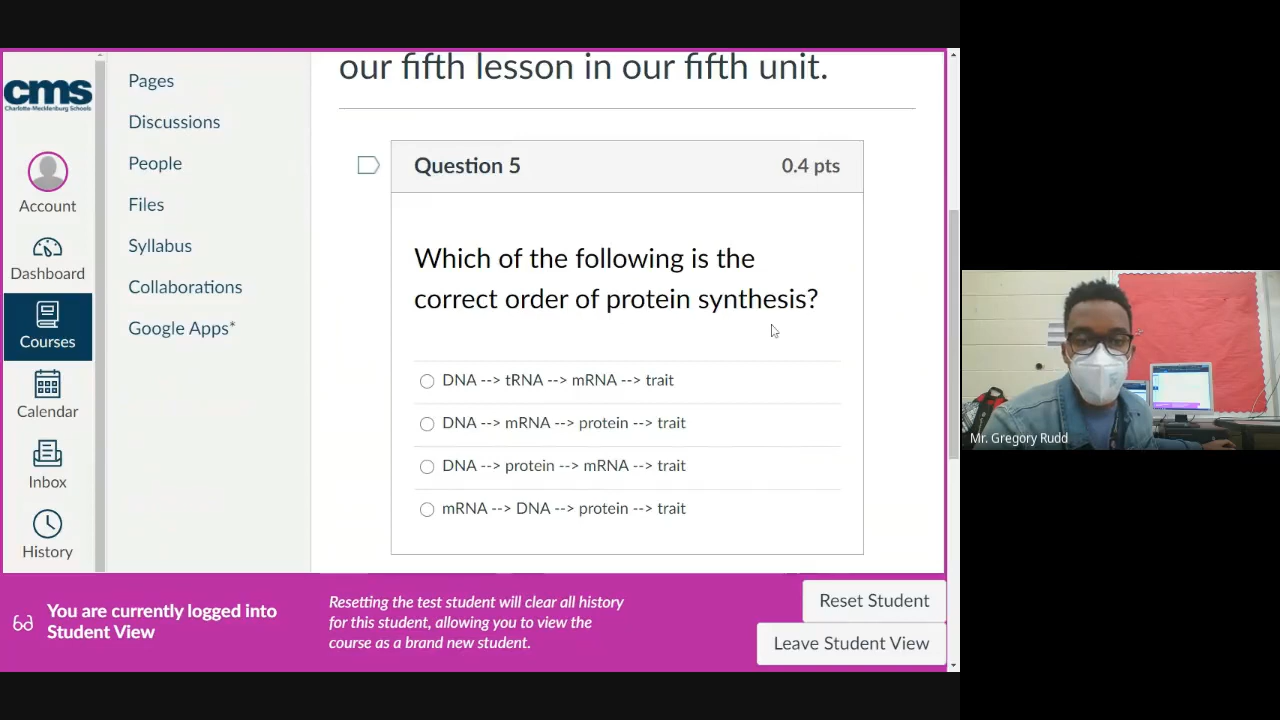 our fifth lesson in our fifth unit.
cms
Charlotte-Mecklenburg Schools
Account
Dashboard
Courses
Calendar
Inbox
History
Pages
Discussions
People
Files
Syllabus
Collaborations
Google Apps*
Question 5
0.4 pts
Which of the following is the
correct order of protein synthesis?
DNA --> tRNA --> mRNA --> trait
DNA --> mRNA --> protein --> trait
DNA --> protein --> mRNA --> trait
mRNA --> DNA --> protein --> trait
You are currently logged into
Student View
Resetting the test student will clear all history
for this student, allowing you to view the
course as a brand new student.
Reset Student
Leave Student View
Mr. Gregory Rudd